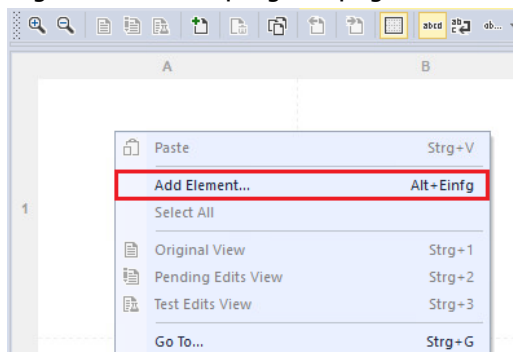 abcd ab c ab...
A B
Paste Strg+V
Add Element... Alt+Einfg
1
Select All
Original View Strg+1
Pending Edits View Strg+2
Test Edits View Strg+3
Go To... Strg+G